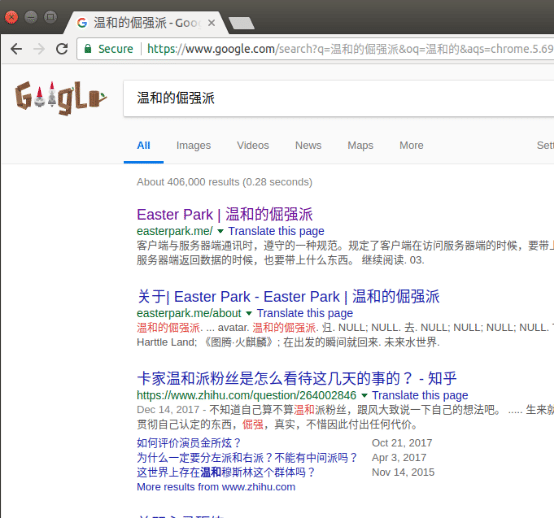 温和的倔强派 - Goo
Secure
https://www.google.com/search?q=温和的倔强派&oq=温和的&aqs=chrome.5.69
Google
温和的倔强派
All Images Videos News Maps More Sett
About 406,000 results (0.28 seconds)
Easter Park | 温和的倔强派
easterpark.me/ Translate this page
客户端与服务器端通讯时，遵守的一种规范。规定了客户端在访问服务器端的时候，要带上
服务器端返回数据的时候，也要带上什么东西。 继续阅读. 03.
关于| Easter Park - Easter Park | 温和的倔强派
easterpark.me/about Translate this page
温和的倔强派. ... avatar. 温和的倔强派. 归. NULL; NULL. 去. NULL; NULL; NULL; NULL.
Harttle Land; 《图腾·火麒麟》; 在出发的瞬间就回来. 未来水世界.
卡家温和派粉丝是怎么看待这几天的事的？ - 知乎
https://www.zhihu.com/question/264002846 Translate this page
Dec 14, 2017 - 不知道自己算不算温和派粉丝，跟风大致说一下自己的想法吧。 ..... 生来就
贯彻自己认定的东西，倔强，真实，不惜因此付出任何代价。
如何评价演员金所炫？ Oct 21, 2017
为什么一定要分左派和右派？不能有中间派吗？ Apr 3, 2017
这世界上存在温和穆斯林这个群体吗？ Nov 14, 2015
More results from www.zhihu.com